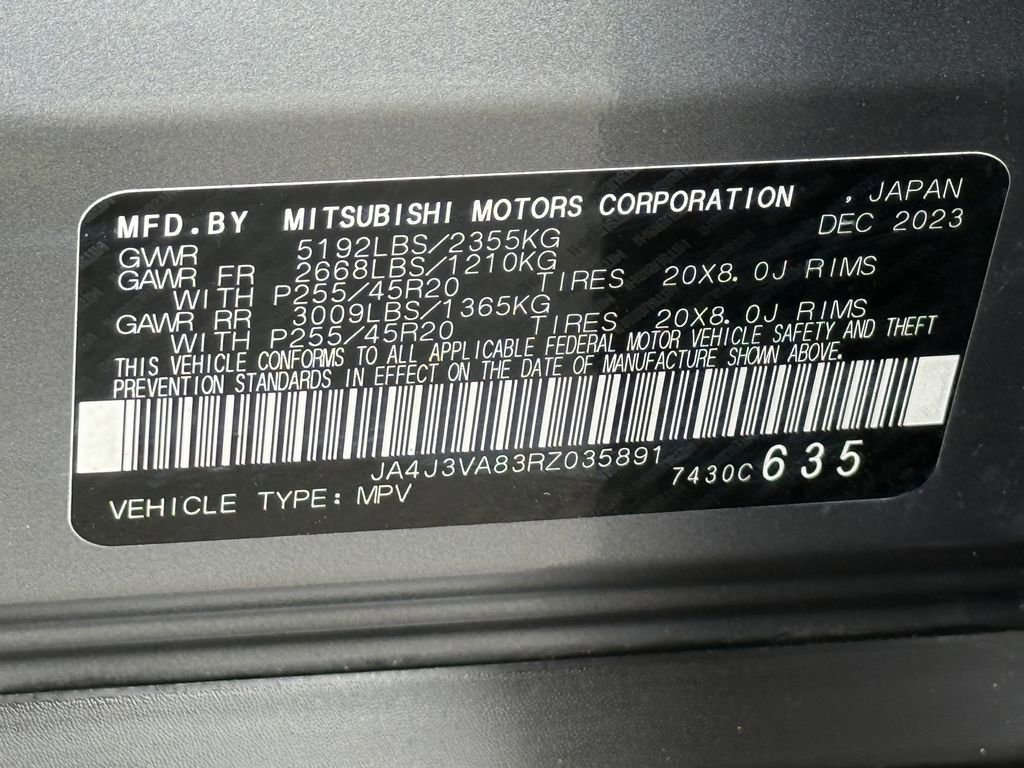 MFD.BY MITSUBISHI MOTORS CORPORATION , JAPAN
DEC 2023
GVWR 5192LBS/2355KG
GAWR FR 2668LBS/1210KG
WITH P255/45R20 TIRES 20X8.0J RIMS
GAWR RR 3009LBS/1365KG
WITH P255/45R20 TIRES 20X8.0J RIMS
THIS VEHICLE CONFORMS TO ALL APPLICABLE FEDERAL MOTOR VEHICLE SAFETY AND THEFT
PREVENTION STANDARDS IN EFFECT ON THE DATE OF MANUFACTURE SHOWN ABOVE.
JA4J3VA83RZ035891 7430C 635
VEHICLE TYPE: MPV